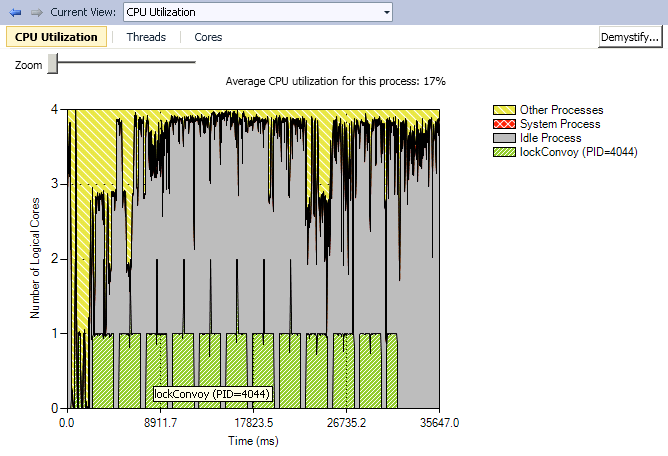 Current View: CPU Utilization
CPU Utilization Threads Cores Demystify...
Zoom
Average CPU utilization for this process: 17%
Other Processes
System Process
Idle Process
lockConvoy (PID=4044)
Number of Logical Cores
4
3
2
1
0
lockConvoy (PID=4044)
0.0 8911.7 17823.5 26735.2 35647.0
Time (ms)